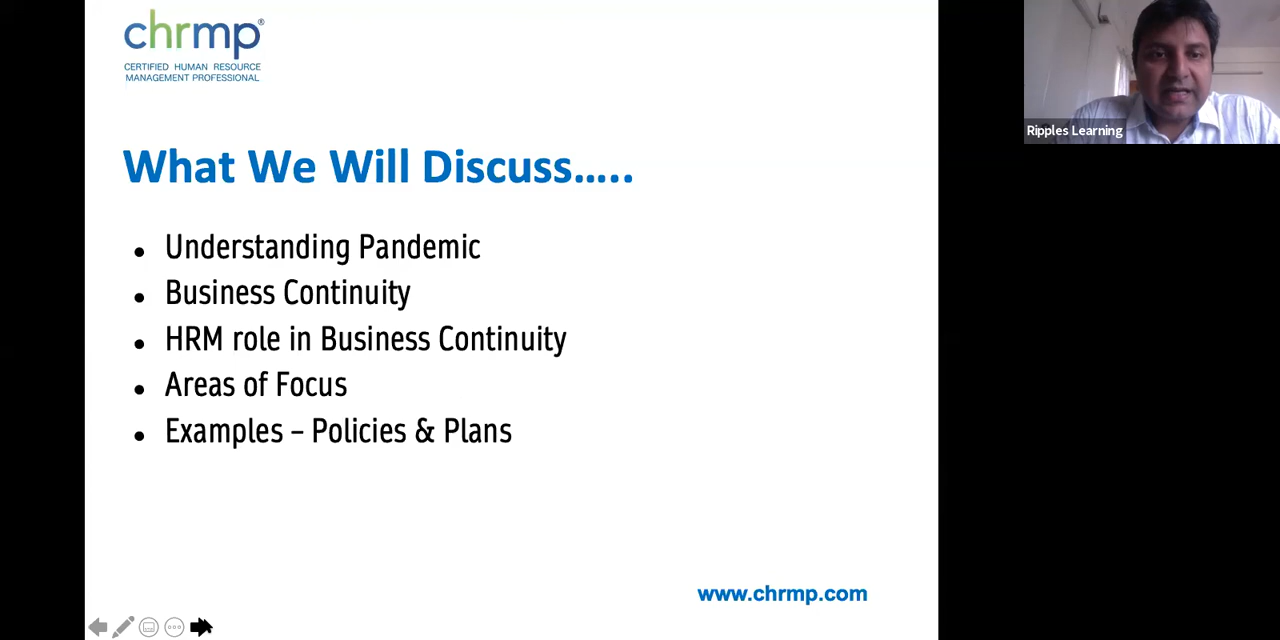 chrmp®
CERTIFIED HUMAN RESOURCE
MANAGEMENT PROFESSIONAL
Ripples Learning
What We Will Discuss.....
• Understanding Pandemic
• Business Continuity
• HRM role in Business Continuity
• Areas of Focus
• Examples – Policies & Plans
www.chrmp.com